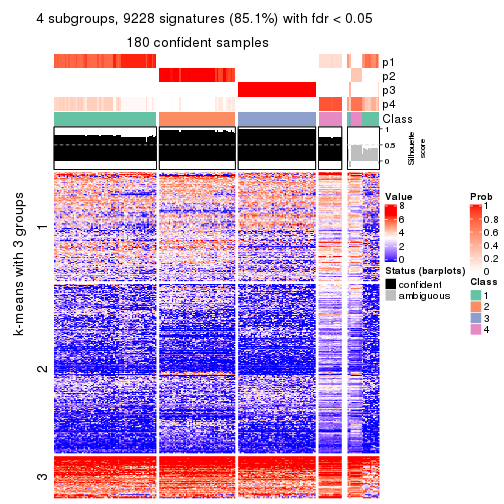 4 subgroups, 9228 signatures (85.1%) with fdr < 0.05
180 confident samples
p1
p2
p3
p4
Class
1
0.5
0
Silhouette
score
k-means with 3 groups
1
2
3
Value
8
6
4
2
0
Status (barplots)
confident
ambiguous
Prob
1
0.8
0.6
0.4
0.2
0
Class
1
2
3
4